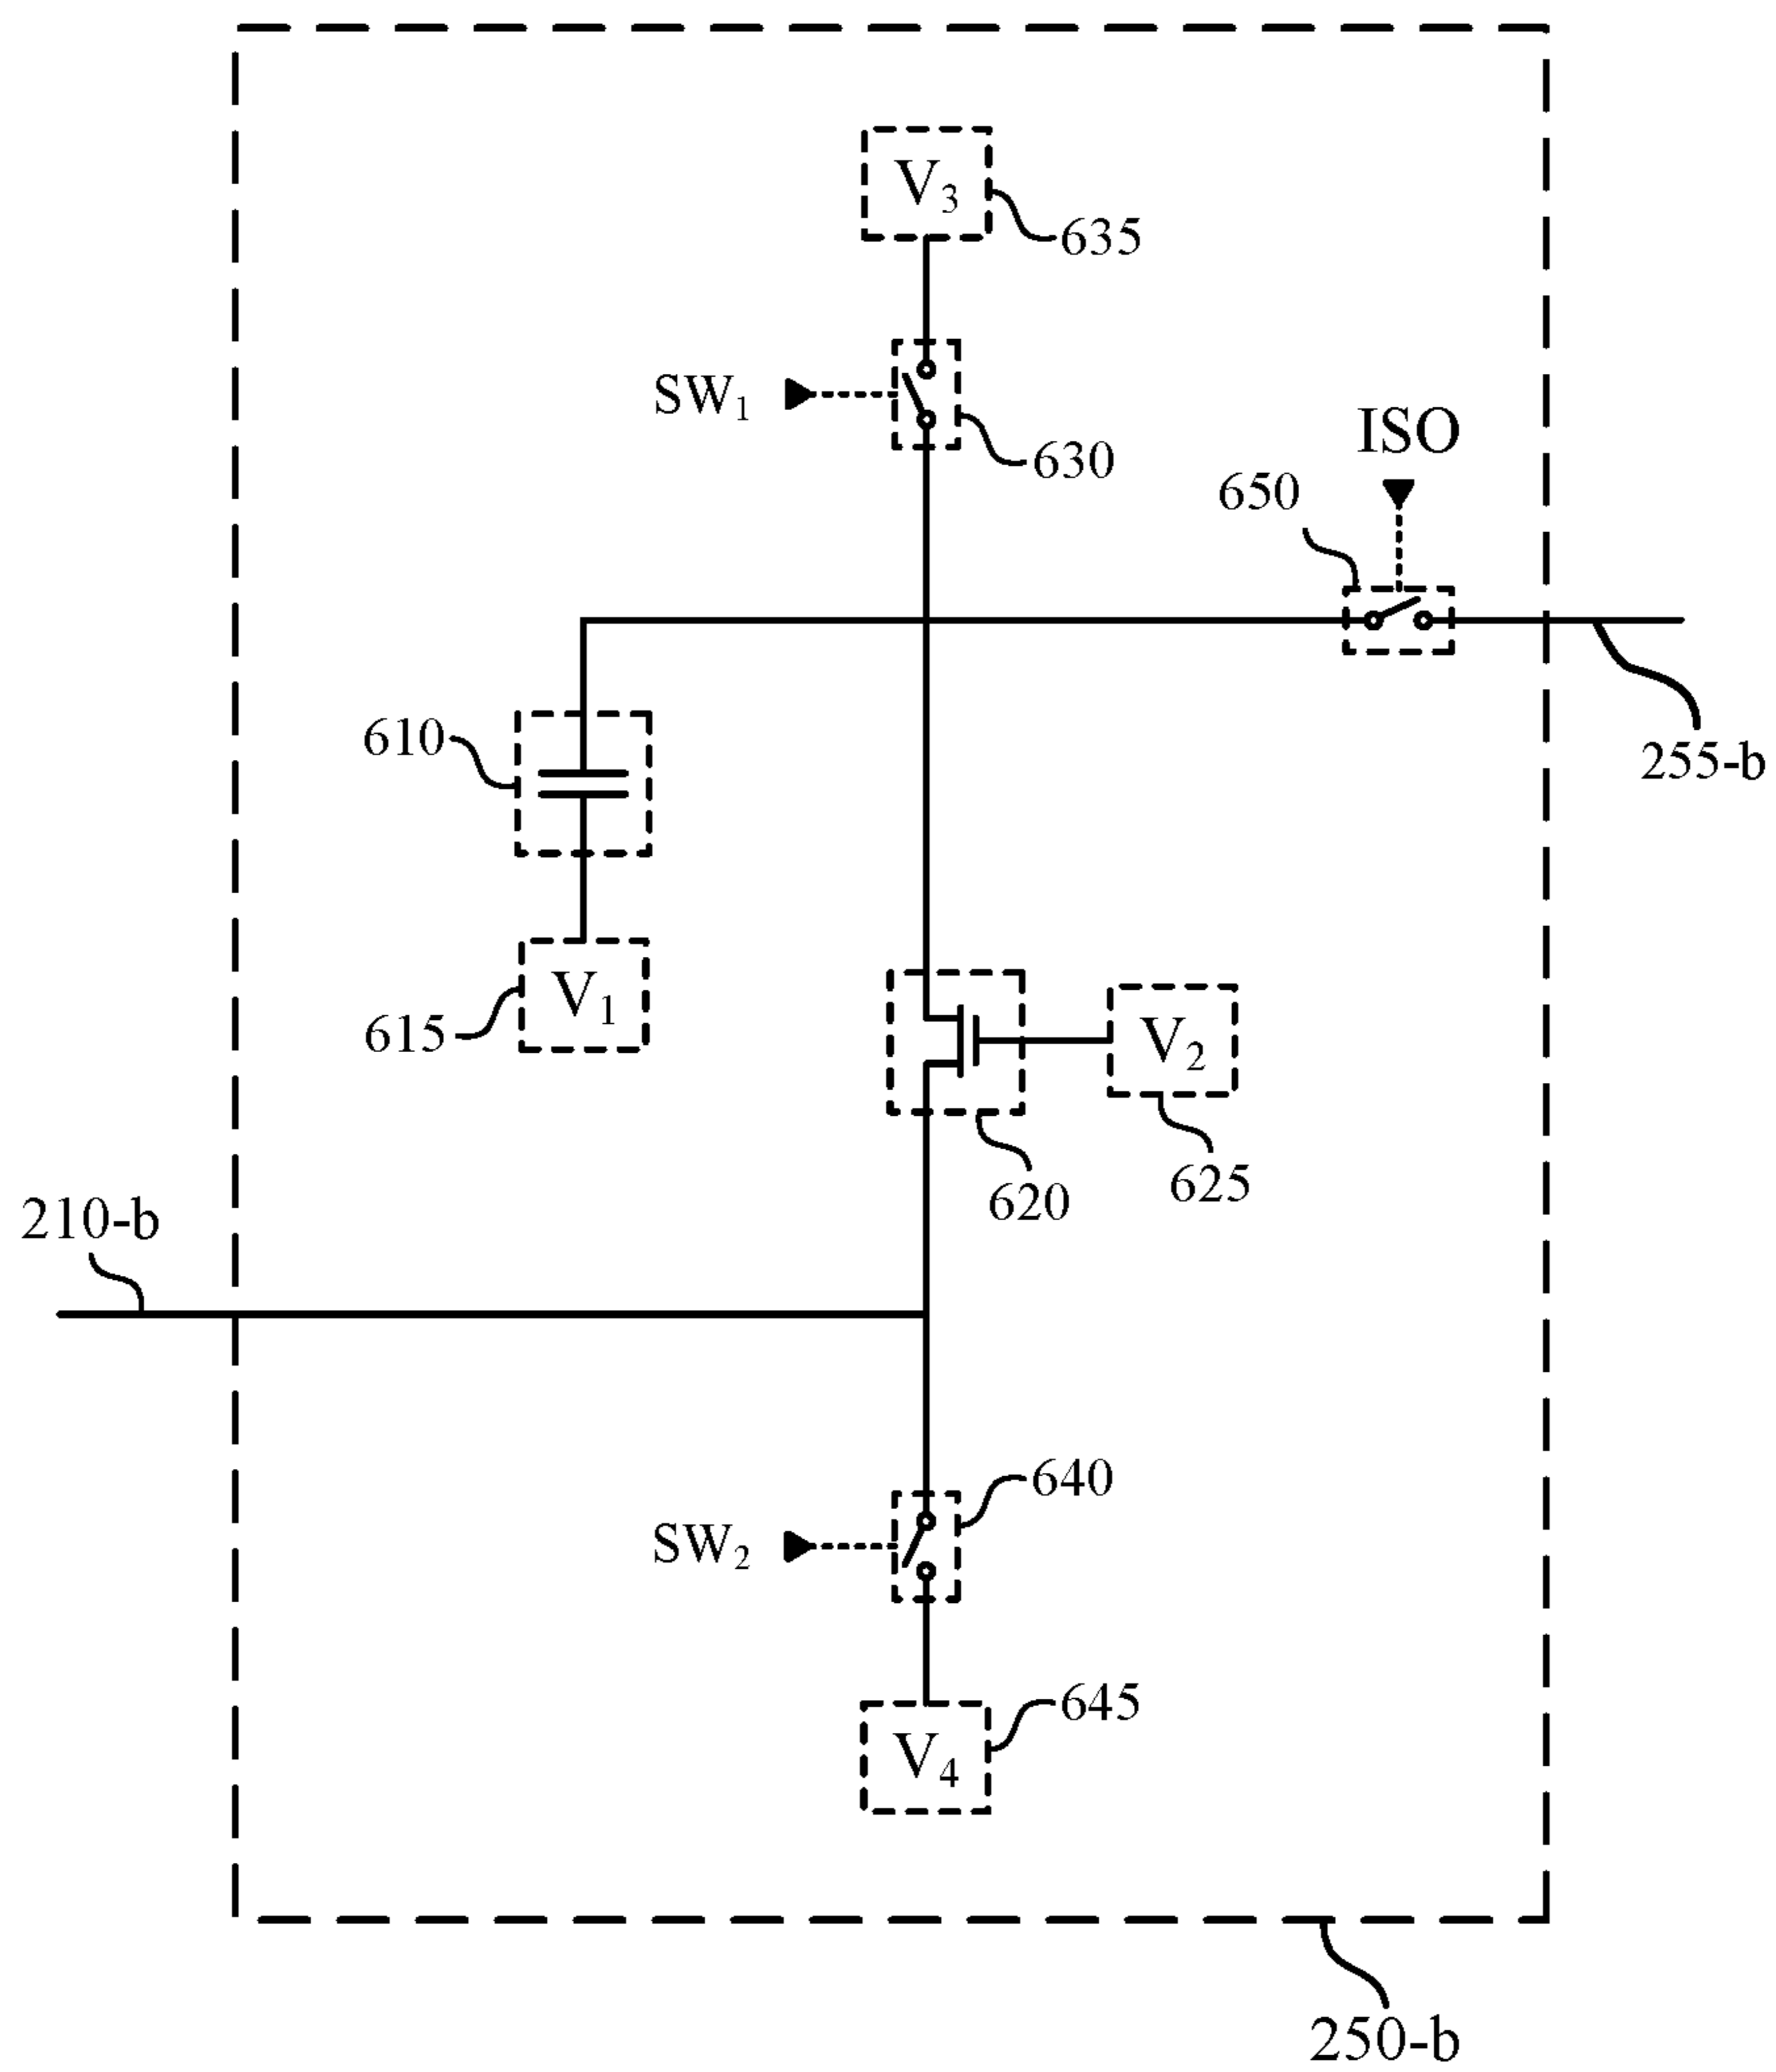 V₃
635
SW₁
630
ISO
650
610
255-b
V₁
615
V₂
625
620
210-b
640
SW₂
645
V₄
250-b